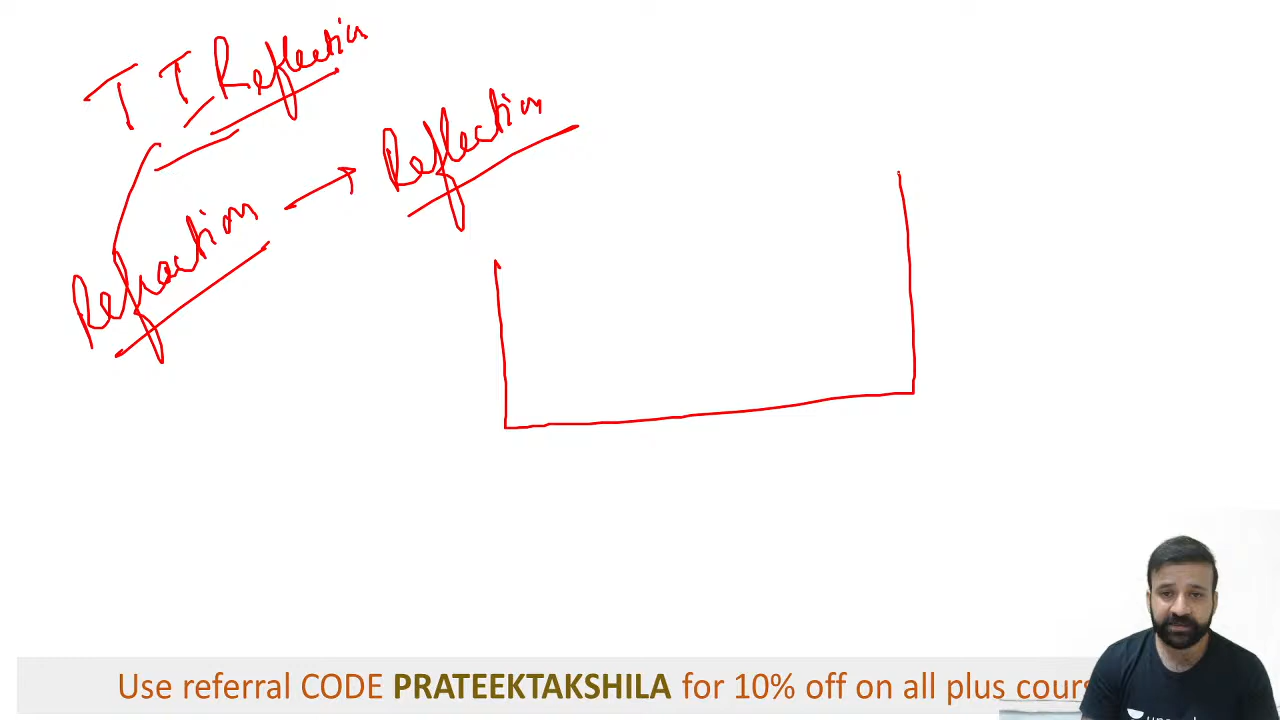 T I Reflection
Reflection
Refraction
Use referral CODE PRATEEKTAKSHILA for 10% off on all plus cours